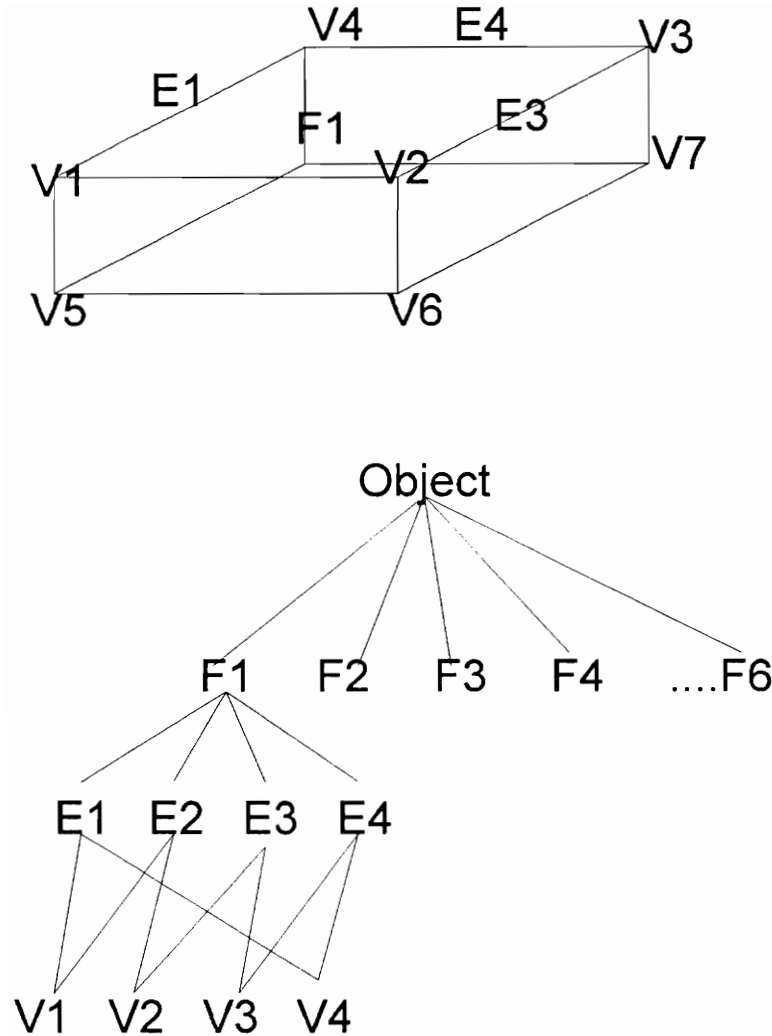 V4 E4 V3
E1
F1 E3
V1 V2 V7
V5 V6
Object
F1 F2 F3 F4 ....F6
E1 E2 E3 E4
V1 V2 V3 V4